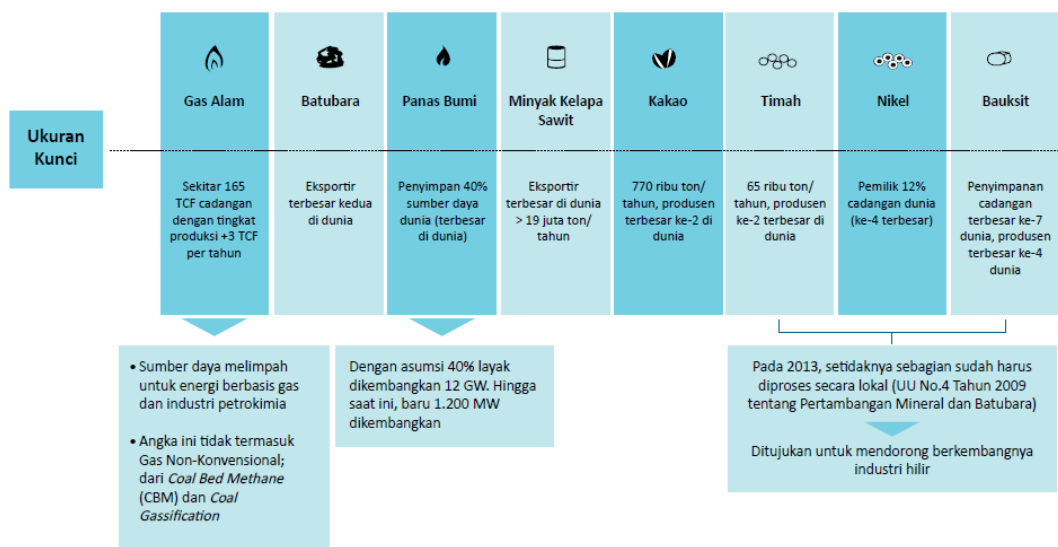 Gas Alam
Batubara
Panas Bumi
Minyak Kelapa
Sawit
Kakao
Timah
Nikel
Bauksit
Ukuran
Kunci
Sekitar 165
TCF cadangan
dengan tingkat
produksi +3 TCF
per tahun
Eksportir
terbesar kedua
di dunia
Penyimpan 40%
sumber daya
dunia (terbesar
di dunia)
Eksportir
terbesar di dunia
> 19 juta ton/
tahun
770 ribu ton/
tahun, produsen
terbesar ke-2 di
dunia
65 ribu ton/
tahun, produsen
ke-2 terbesar di
dunia
Pemilik 12%
cadangan dunia
(ke-4 terbesar)
Penyimpanan
cadangan
terbesar ke-7
dunia, produsen
terbesar ke-4
dunia
• Sumber daya melimpah
untuk energi berbasis gas
dan industri petrokimia
• Angka ini tidak termasuk
Gas Non-Konvensional;
dari Coal Bed Methane
(CBM) dan Coal
Gassification
Dengan asumsi 40% layak
dikembangkan 12 GW. Hingga
saat ini, baru 1.200 MW
dikembangkan
Pada 2013, setidaknya sebagian sudah harus
diproses secara lokal (UU No.4 Tahun 2009
tentang Pertambangan Mineral dan Batubara)
Ditujukan untuk mendorong berkembangnya
industri hilir